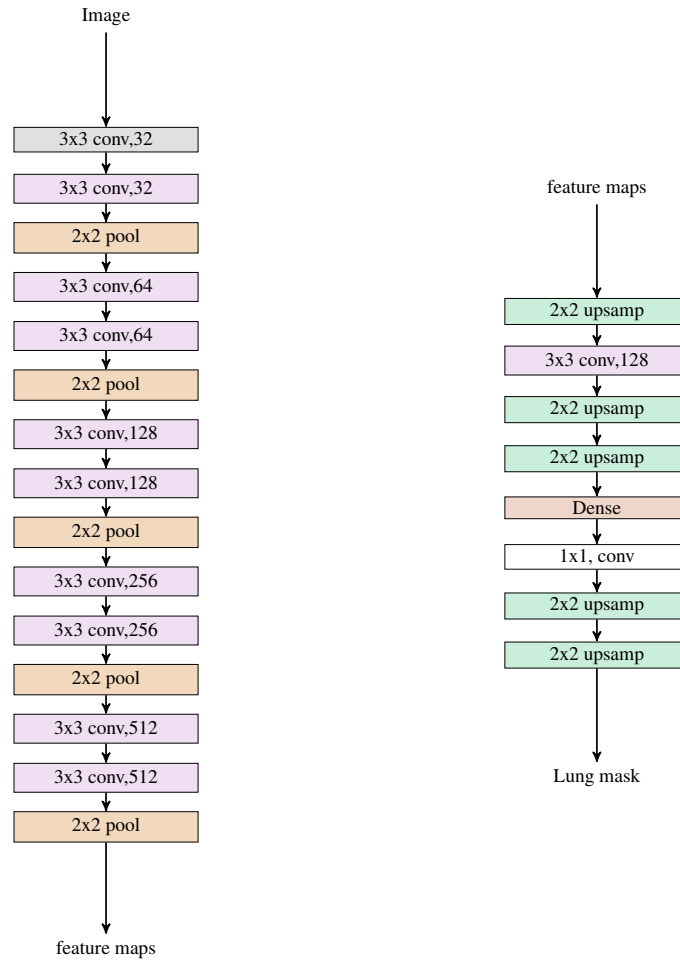 Image
3x3 conv,32
3x3 conv,32
2x2 pool
3x3 conv,64
3x3 conv,64
2x2 pool
3x3 conv,128
3x3 conv,128
2x2 pool
3x3 conv,256
3x3 conv,256
2x2 pool
3x3 conv,512
3x3 conv,512
2x2 pool
feature maps
feature maps
2x2 upsamp
3x3 conv,128
2x2 upsamp
2x2 upsamp
Dense
1x1, conv
2x2 upsamp
2x2 upsamp
Lung mask